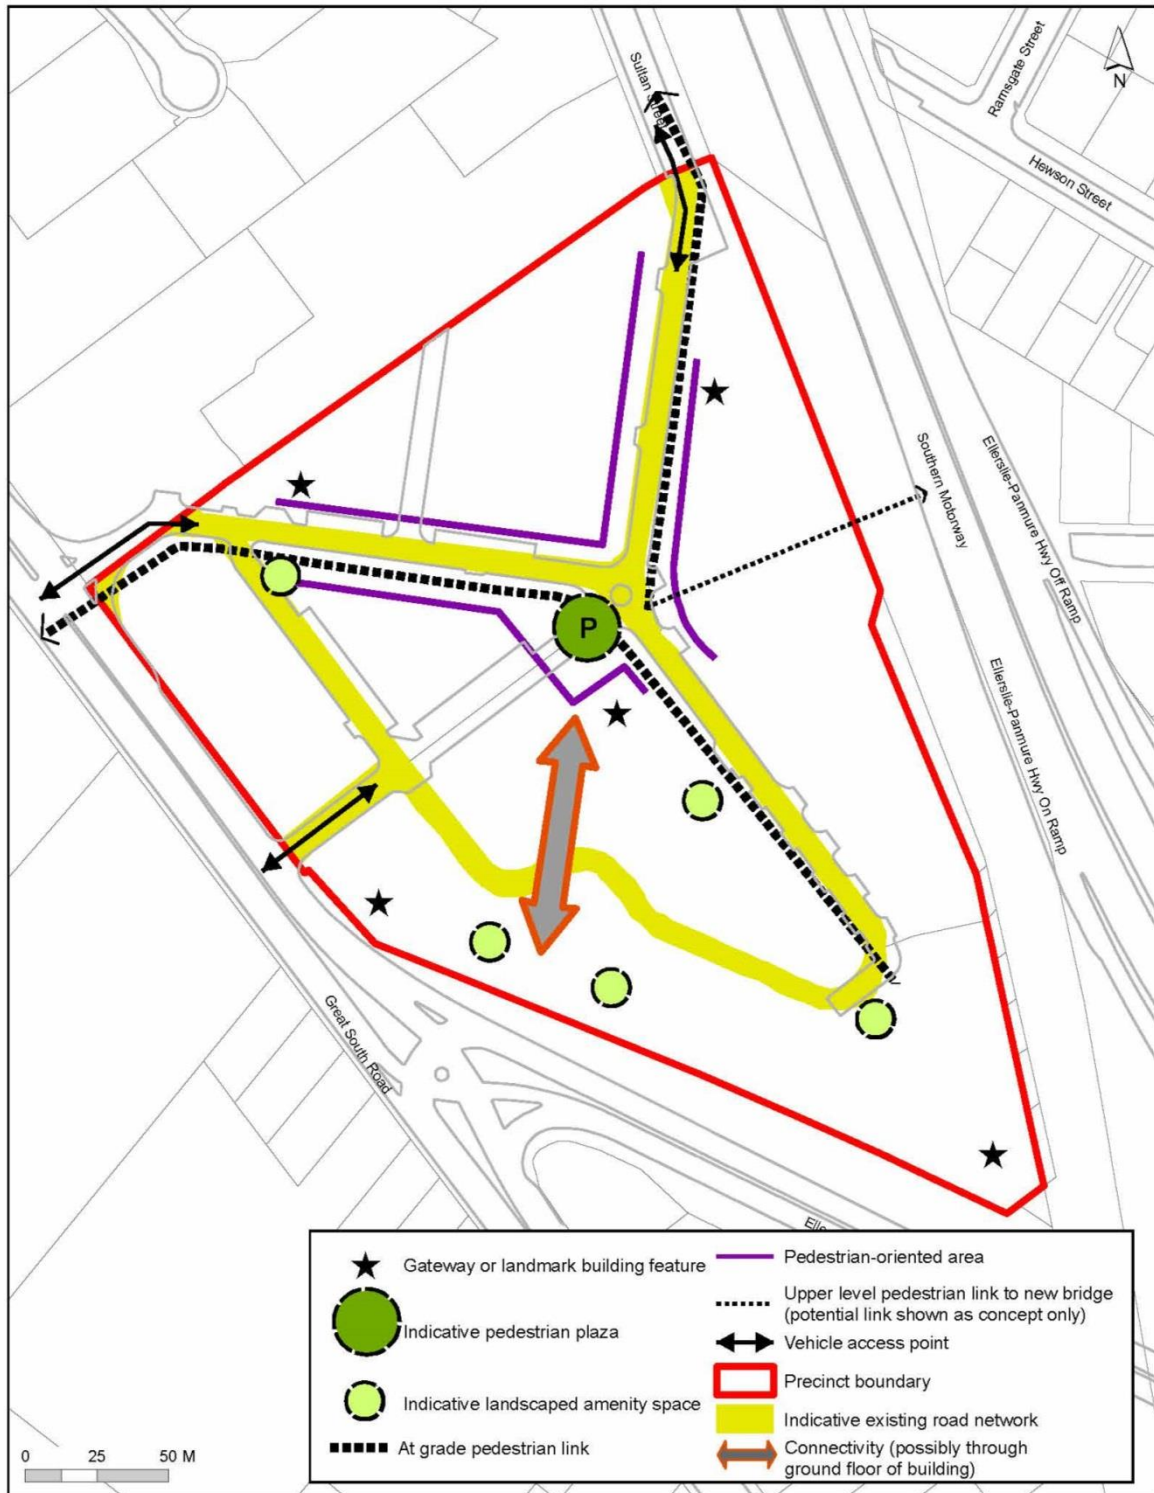 Sultan Street
Ramsgate Street
N
Hewson Street
Southern Motorway
Ellerslie-Panmure Hwy Off Ramp
P
Ellerslie-Panmure Hwy On Ramp
Great South Road
Elle
Gateway or landmark building feature
Indicative pedestrian plaza
Indicative landscaped amenity space
At grade pedestrian link
Pedestrian-oriented area
Upper level pedestrian link to new bridge
(potential link shown as concept only)
Vehicle access point
Precinct boundary
Indicative existing road network
Connectivity (possibly through
ground floor of building)
0 25 50 M